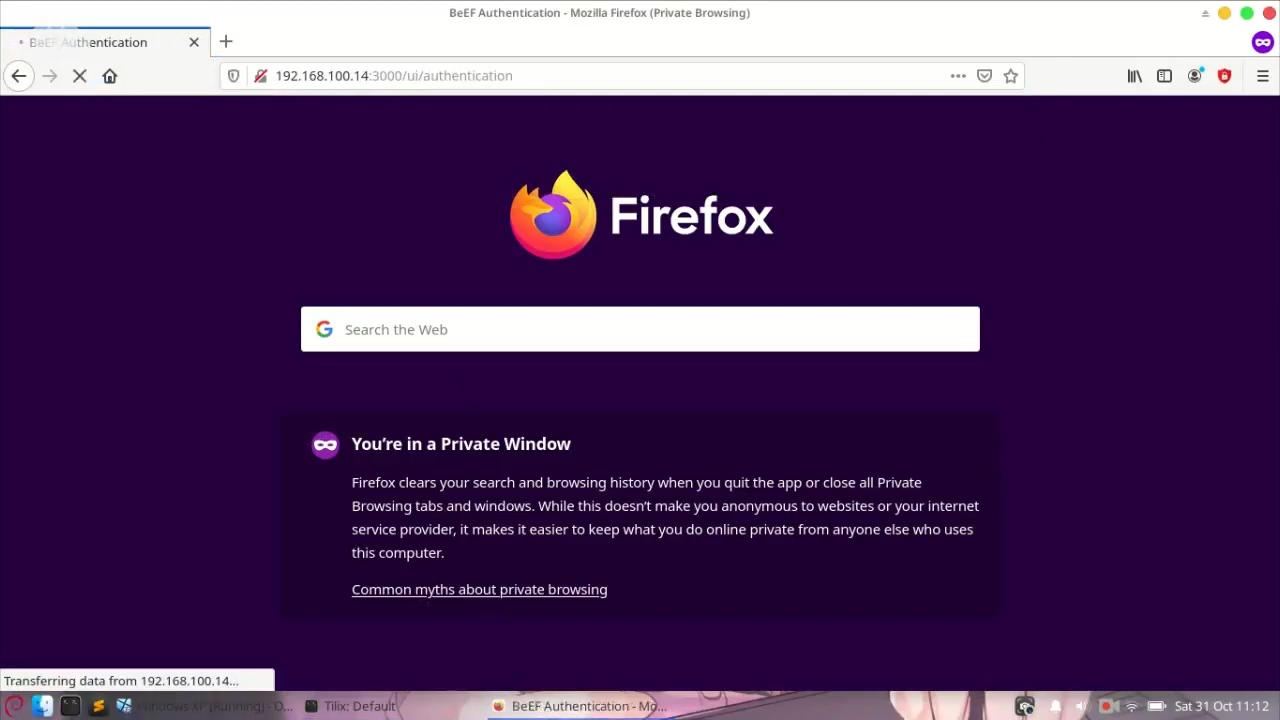 BeEF Authentication - Mozilla Firefox (Private Browsing)
BeEF Authentication
192.168.100.14:3000/ui/authentication
Firefox
Search the Web
You're in a Private Window
Firefox clears your search and browsing history when you quit the app or close all Private
Browsing tabs and windows. While this doesn't make you anonymous to websites or your internet
service provider, it makes it easier to keep what you do online private from anyone else who uses
this computer.
Common myths about private browsing
Transferring data from 192.168.100.14...
Windows XP [Running] - O...
Tilix: Default
BeEF Authentication - Mo...
Sat 31 Oct 11:12